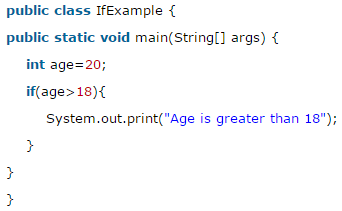 public class IfExample {
public static void main(String[] args) {
int age=20;
if(age>18){
System.out.print("Age is greater than 18");
}
}
}